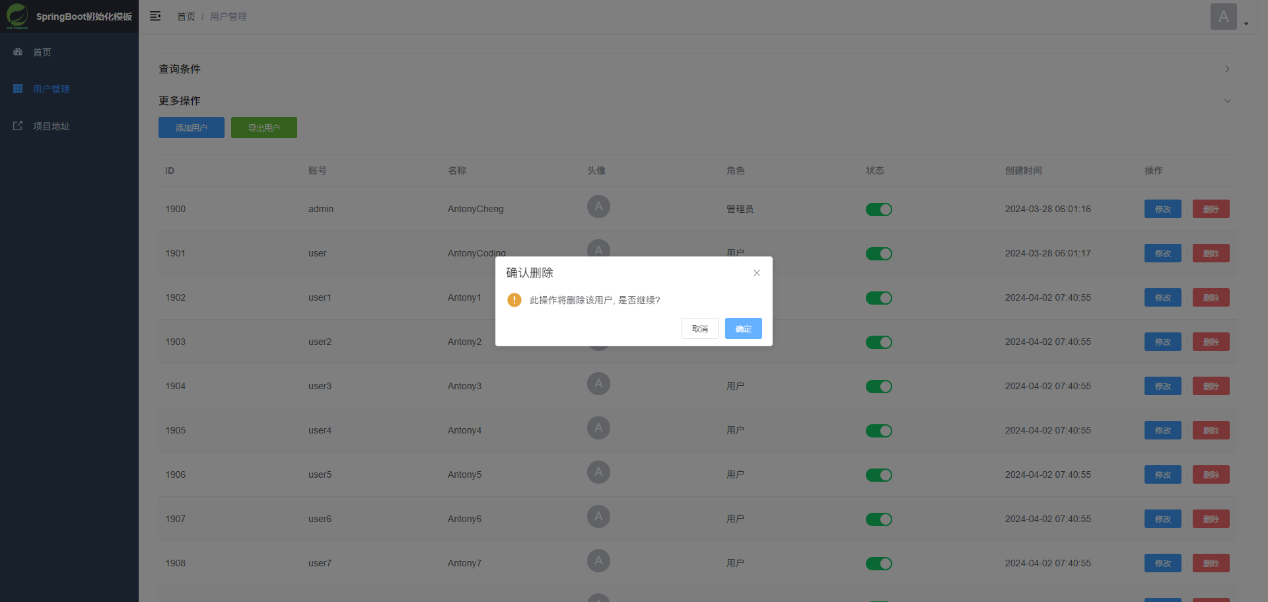 SpringBoot初始化模板
首页 / 用户管理
A
首页
用户管理
项目地址
查询条件
更多操作
添加用户 导出用户
ID 账号 名称 头像 角色 状态 创建时间 操作
1900 admin AntonyCheng A 管理员 2024-03-28 06:01:16 修改 删除
1901 user AntonyCoding A 用户 2024-03-28 06:01:17 修改 删除
确认删除
此操作将删除该用户, 是否继续?
取消 确定
1902 user1 Antony1 2024-04-02 07:40:55 修改 删除
1903 user2 Antony2 2024-04-02 07:40:55 修改 删除
1904 user3 Antony3 A 用户 2024-04-02 07:40:55 修改 删除
1905 user4 Antony4 A 用户 2024-04-02 07:40:55 修改 删除
1906 user5 Antony5 A 用户 2024-04-02 07:40:55 修改 删除
1907 user6 Antony6 A 用户 2024-04-02 07:40:55 修改 删除
1908 user7 Antony7 A 用户 2024-04-02 07:40:55 修改 删除